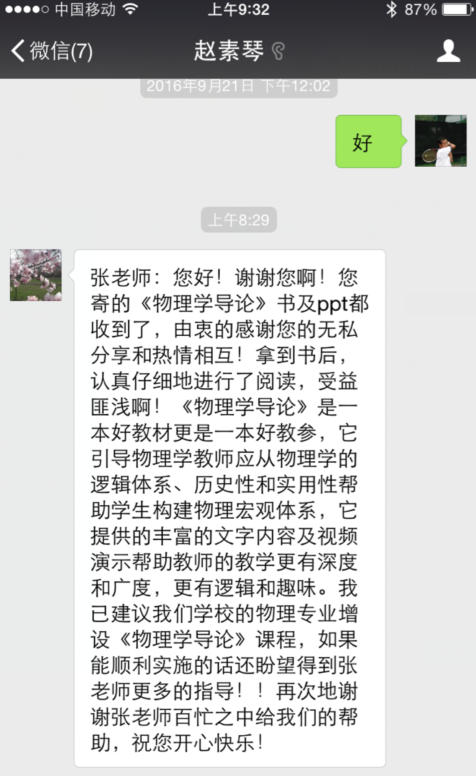 中国移动
上午9:32
87%
微信(7)
赵素琴
2016年9月21日 下午12:02
好
上午8:29
张老师：您好！谢谢您啊！您
寄的《物理学导论》书及ppt都
收到了，由衷的感谢您的无私
分享和热情相互！拿到书后，
认真仔细地进行了阅读，受益
匪浅啊！《物理学导论》是一
本好教材更是一本好教参，它
引导物理学教师应从物理学的
逻辑体系、历史性和实用性帮
助学生构建物理宏观体系，它
提供的丰富的文字内容及视频
演示帮助教师的教学更有深度
和广度，更有逻辑和趣味。我
已建议我们学校的物理专业增
设《物理学导论》课程，如果
能顺利实施的话还盼望得到张
老师更多的指导！！再次地谢
谢张老师百忙之中给我们的帮
助，祝您开心快乐！